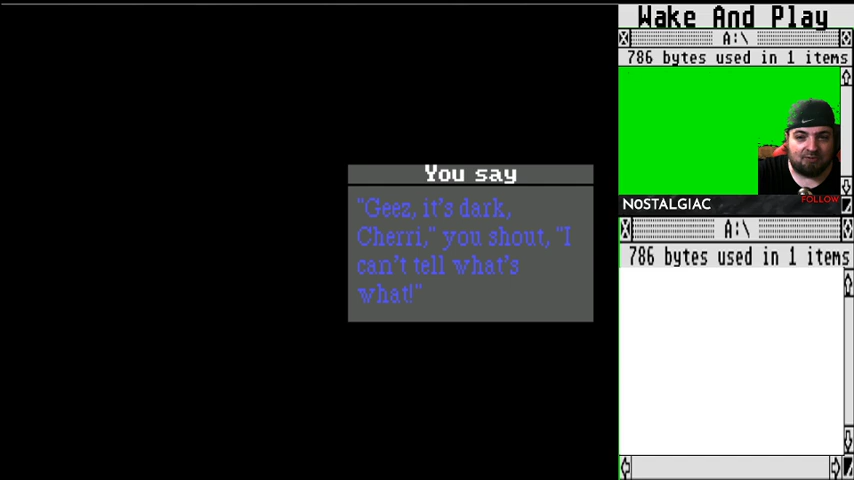 Wake And Play
A:\
786 bytes used in 1 items
You say
"Geez, it's dark,
Cherri," you shout, "I
can't tell what's
what!"
N0STALGIAC
FOLLOW
A:\
786 bytes used in 1 items